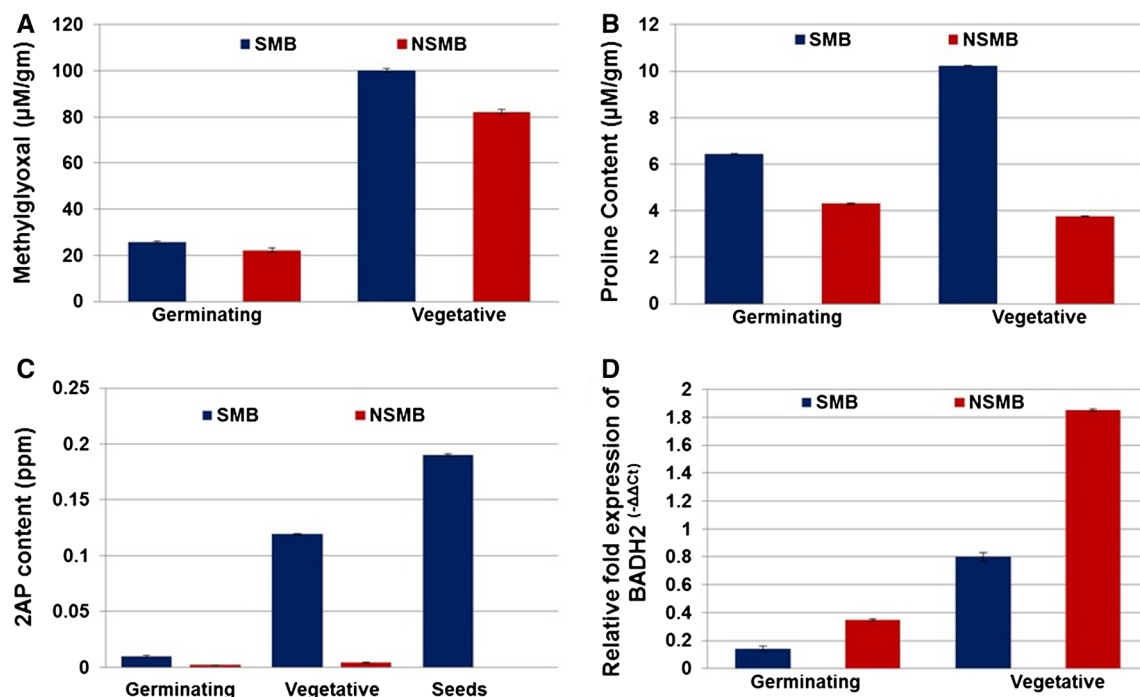 A
Methylglyoxal (µM/gm)
120
100
80
60
40
20
0
SMB
NSMB
Germinating
Vegetative
B
Proline Content (µM/gm)
12
10
8
6
4
2
0
SMB
NSMB
Germinating
Vegetative
C
2AP content (ppm)
0.25
0.2
0.15
0.1
0.05
0
SMB
NSMB
Germinating
Vegetative
Seeds
D
Relative fold expression of
BADH2 (-ΔΔCt)
2
1.8
1.6
1.4
1.2
1
0.8
0.6
0.4
0.2
0
SMB
NSMB
Germinating
Vegetative